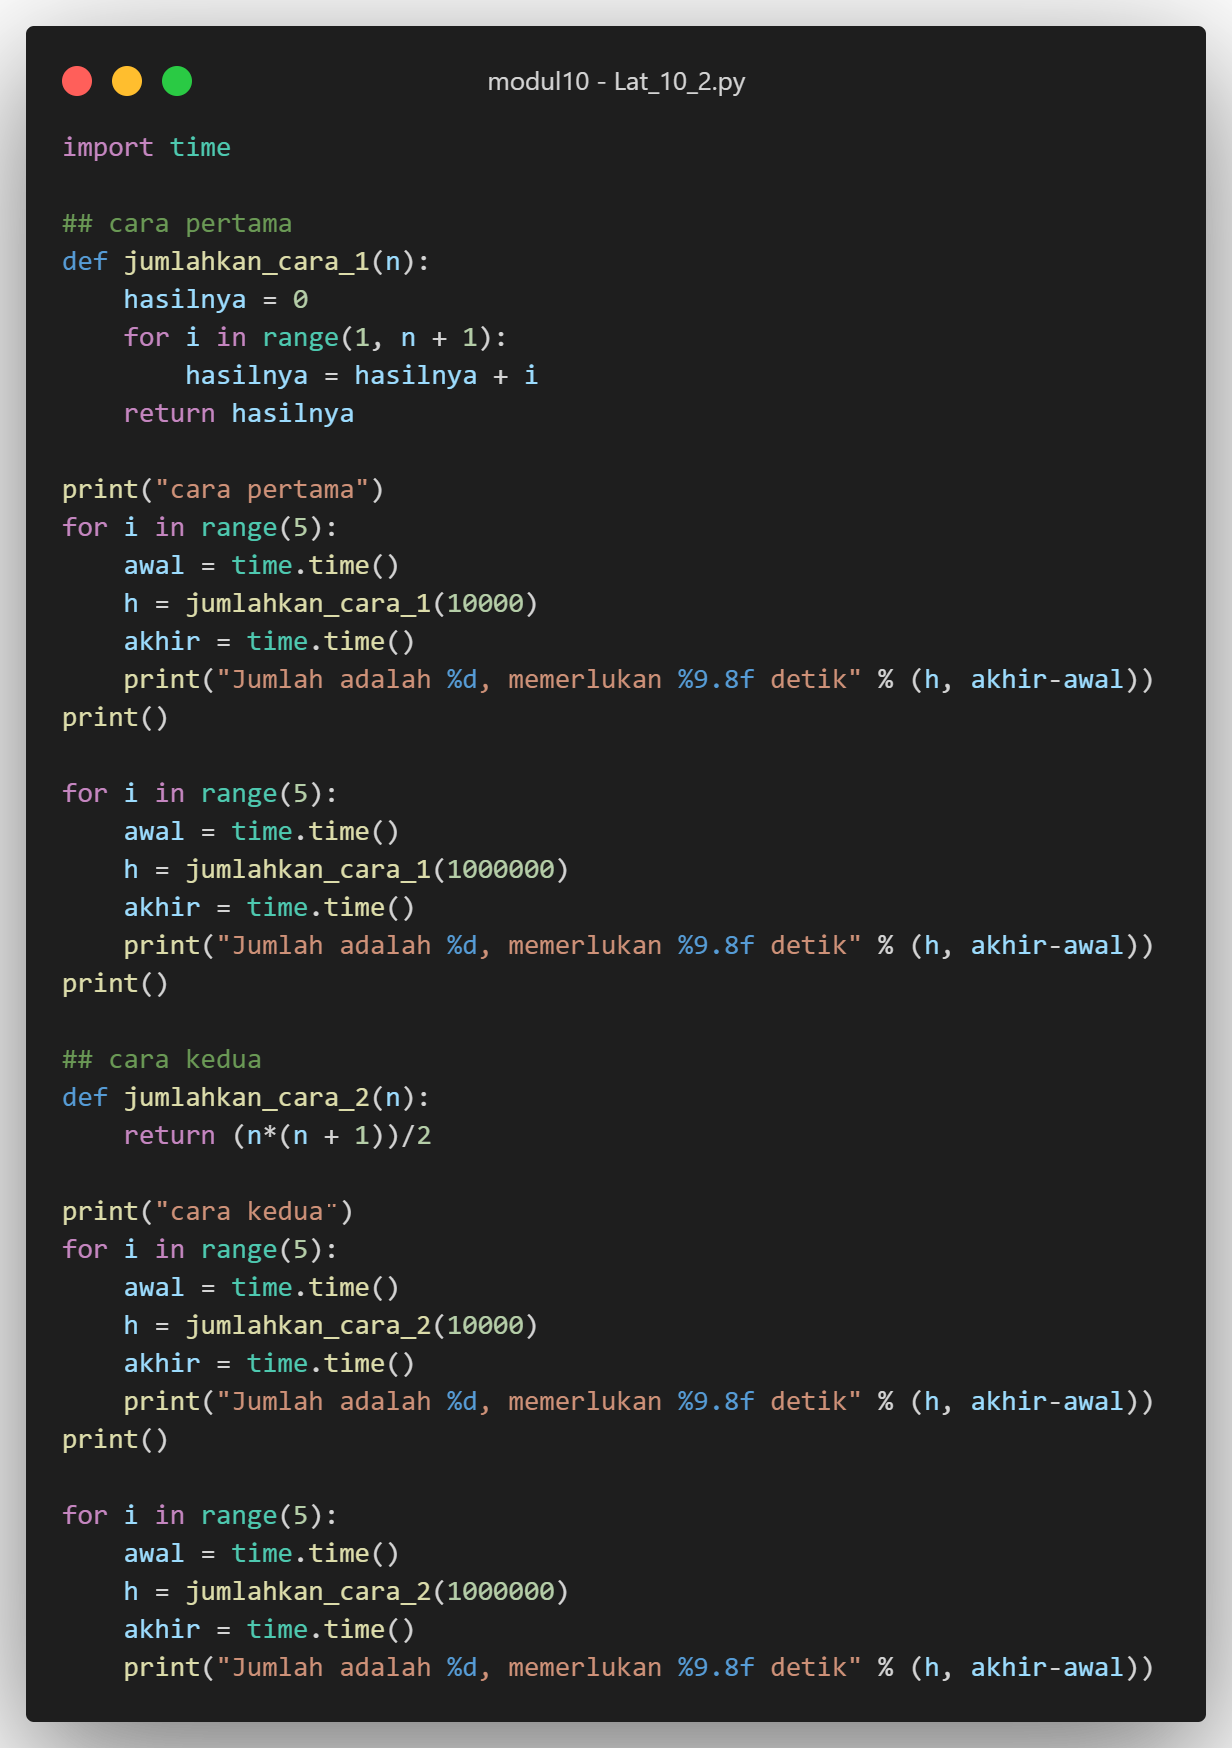 modul10 - Lat_10_2.py
import time
## cara pertama
def jumlahkan_cara_1(n):
    hasilnya = 0
    for i in range(1, n + 1):
        hasilnya = hasilnya + i
    return hasilnya
print("cara pertama")
for i in range(5):
    awal = time.time()
    h = jumlahkan_cara_1(10000)
    akhir = time.time()
    print("Jumlah adalah %d, memerlukan %9.8f detik" % (h, akhir-awal))
print()
for i in range(5):
    awal = time.time()
    h = jumlahkan_cara_1(1000000)
    akhir = time.time()
    print("Jumlah adalah %d, memerlukan %9.8f detik" % (h, akhir-awal))
print()
## cara kedua
def jumlahkan_cara_2(n):
    return (n*(n + 1))/2
print("cara kedua¨)
for i in range(5):
    awal = time.time()
    h = jumlahkan_cara_2(10000)
    akhir = time.time()
    print("Jumlah adalah %d, memerlukan %9.8f detik" % (h, akhir-awal))
print()
for i in range(5):
    awal = time.time()
    h = jumlahkan_cara_2(1000000)
    akhir = time.time()
    print("Jumlah adalah %d, memerlukan %9.8f detik" % (h, akhir-awal))